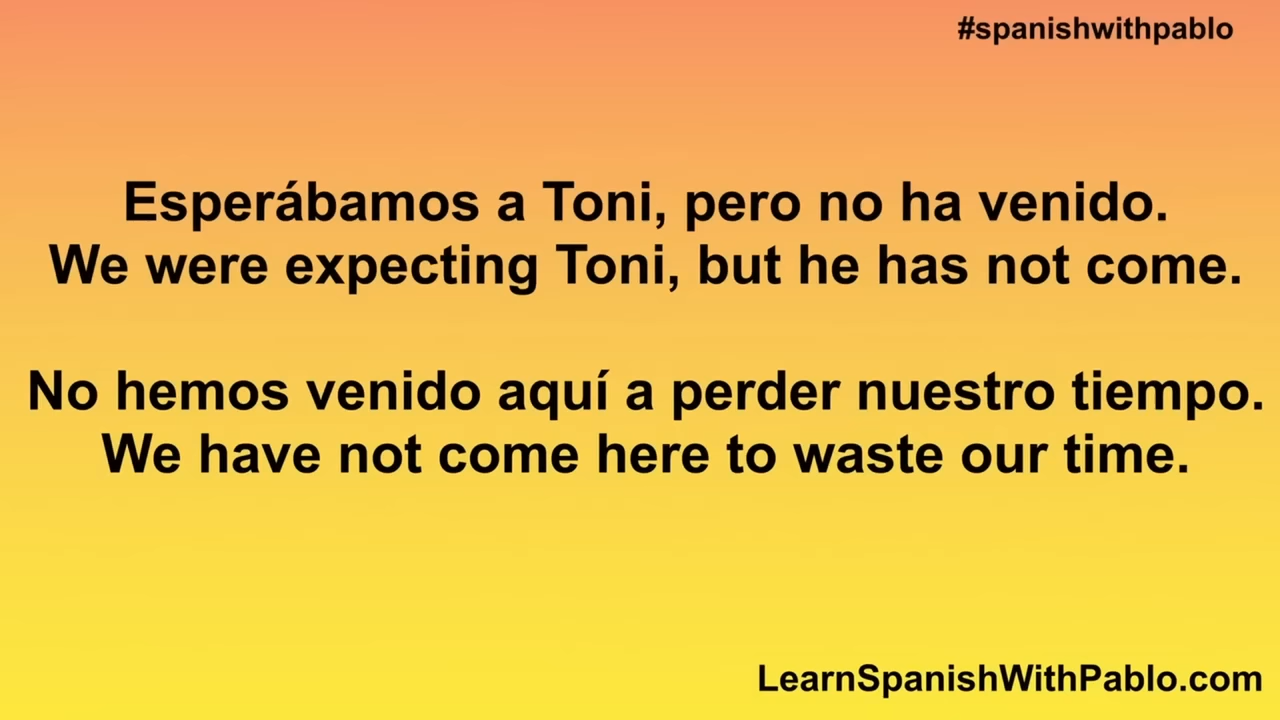 #spanishwithpablo
Esperábamos a Toni, pero no ha venido.
We were expecting Toni, but he has not come.
No hemos venido aquí a perder nuestro tiempo.
We have not come here to waste our time.
LearnSpanishWithPablo.com